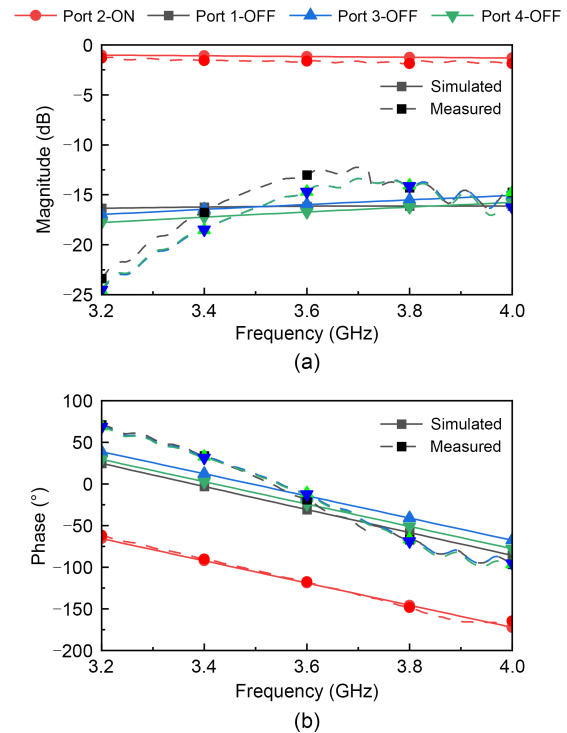 Port 2-ON Port 1-OFF Port 3-OFF Port 4-OFF
0
−5
−10
−15
−20
−25
Magnitude (dB)
Simulated
Measured
3.2 3.4 3.6 3.8 4.0
Frequency (GHz)
(a)
100
50
0
−50
−100
−150
−200
Phase (°)
Simulated
Measured
3.2 3.4 3.6 3.8 4.0
Frequency (GHz)
(b)